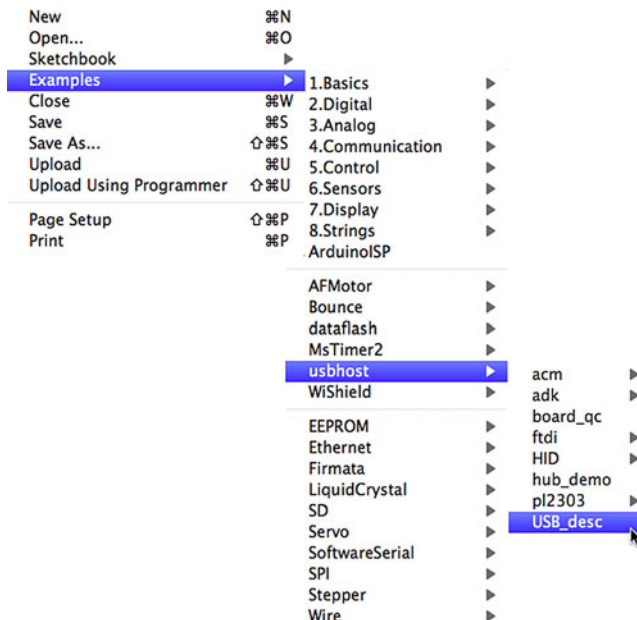 New ⌘N
Open... ⌘O
Sketchbook
Examples
Close ⌘W
Save ⌘S
Save As... ⇧⌘S
Upload ⌘U
Upload Using Programmer ⇧⌘U
Page Setup ⇧⌘P
Print ⌘P
1.Basics
2.Digital
3.Analog
4.Communication
5.Control
6.Sensors
7.Display
8.Strings
ArduinoISP
AFMotor
Bounce
dataflash
MsTimer2
usbhost
WiShield
EEPROM
Ethernet
Firmata
LiquidCrystal
SD
Servo
SoftwareSerial
SPI
Stepper
Wire
acm
adk
board_qc
ftdi
HID
hub_demo
pl2303
USB_desc